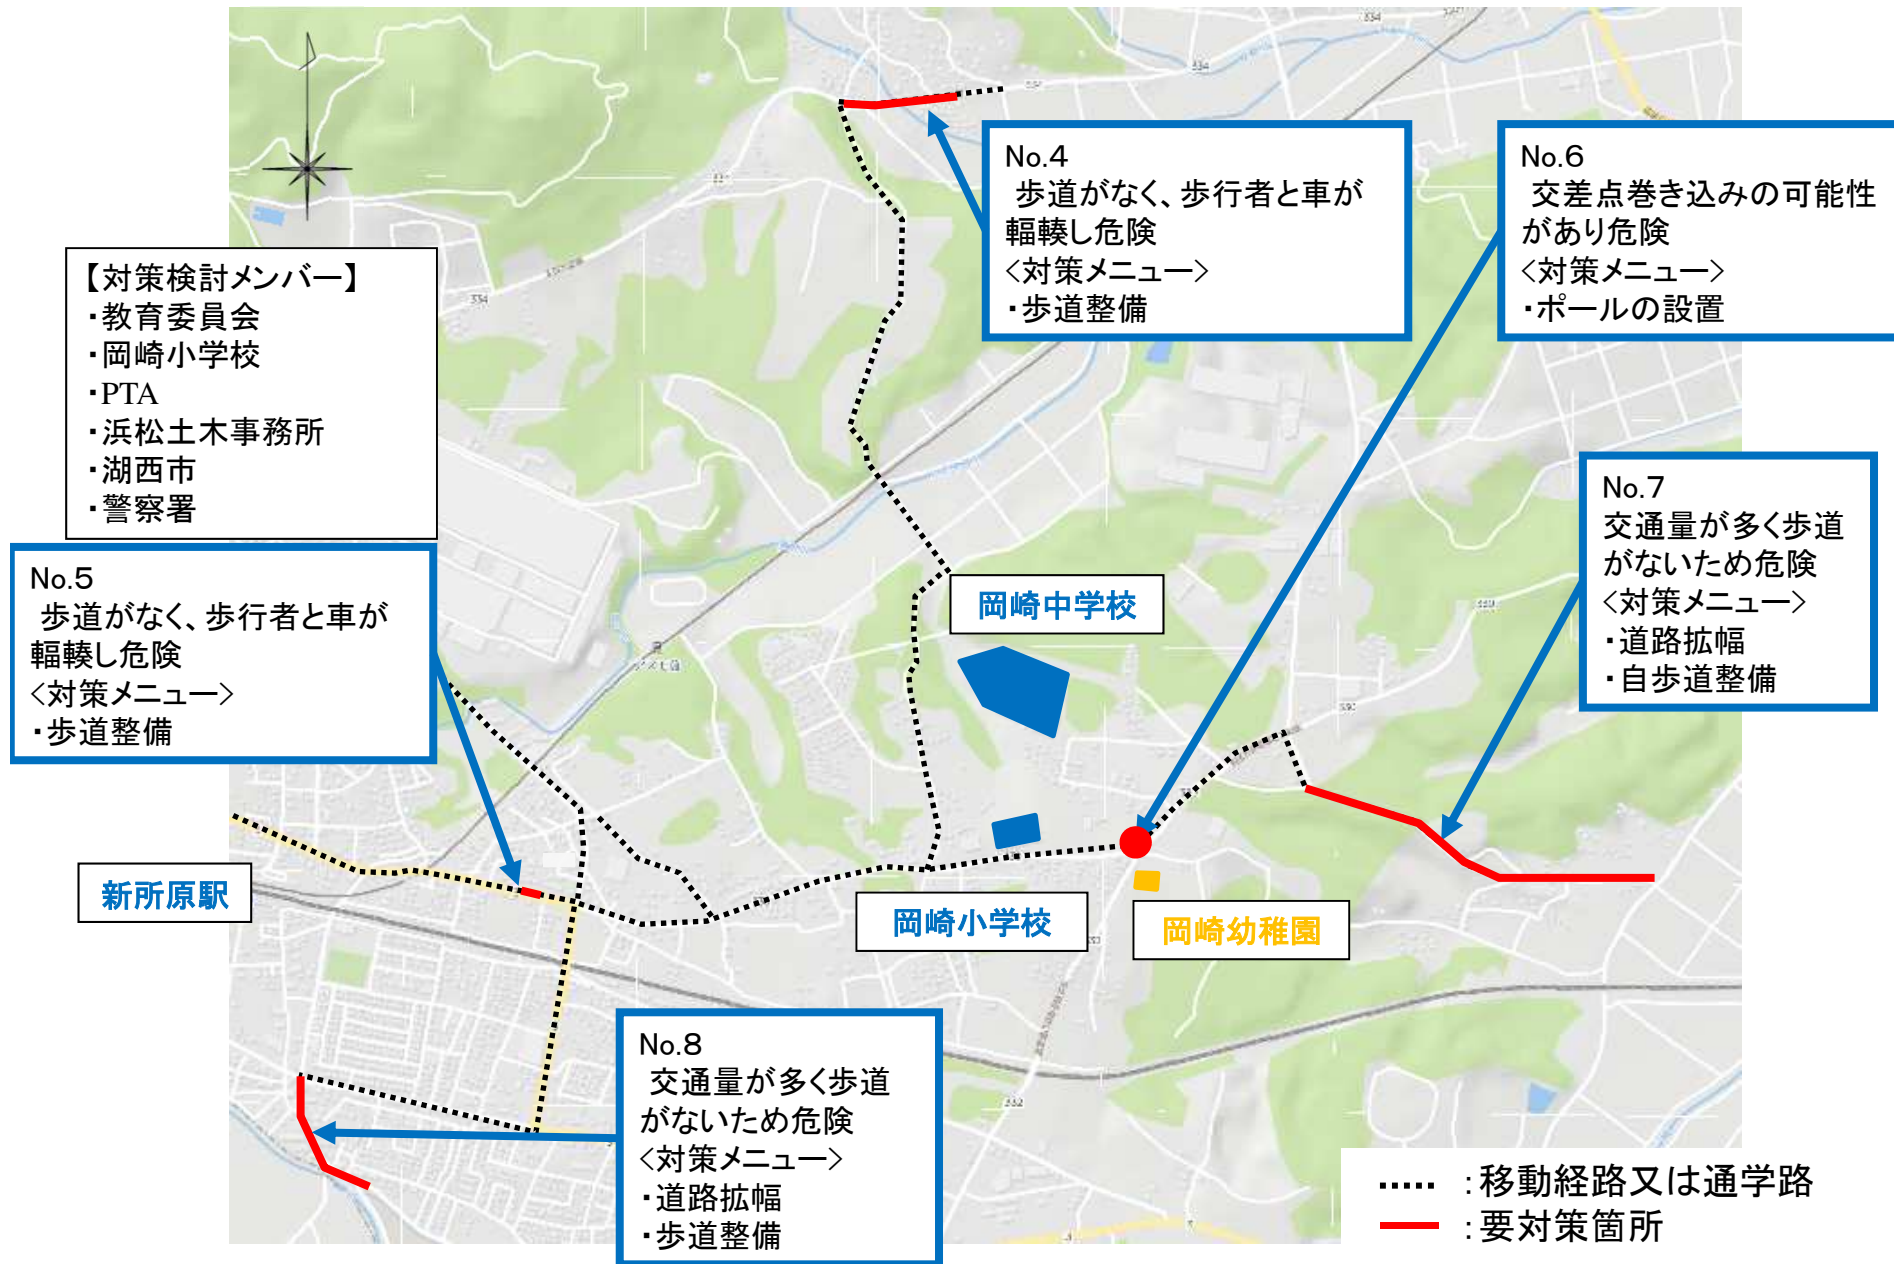 No.4
歩道がなく、歩行者と車が
輻輳し危険
<対策メニュー>
・歩道整備
No.6
交差点巻き込みの可能性
があり危険
<対策メニュー>
・ポールの設置
【対策検討メンバー】
・教育委員会
・岡崎小学校
・PTA
・浜松土木事務所
・湖西市
・警察署
No.7
交通量が多く歩道
がないため危険
<対策メニュー>
・道路拡幅
・自歩道整備
No.5
歩道がなく、歩行者と車が
輻輳し危険
<対策メニュー>
・歩道整備
岡崎中学校
新所原駅
岡崎小学校
岡崎幼稚園
No.8
交通量が多く歩道
がないため危険
<対策メニュー>
・道路拡幅
・歩道整備
:移動経路又は通学路
:要対策箇所
334
334
334
332